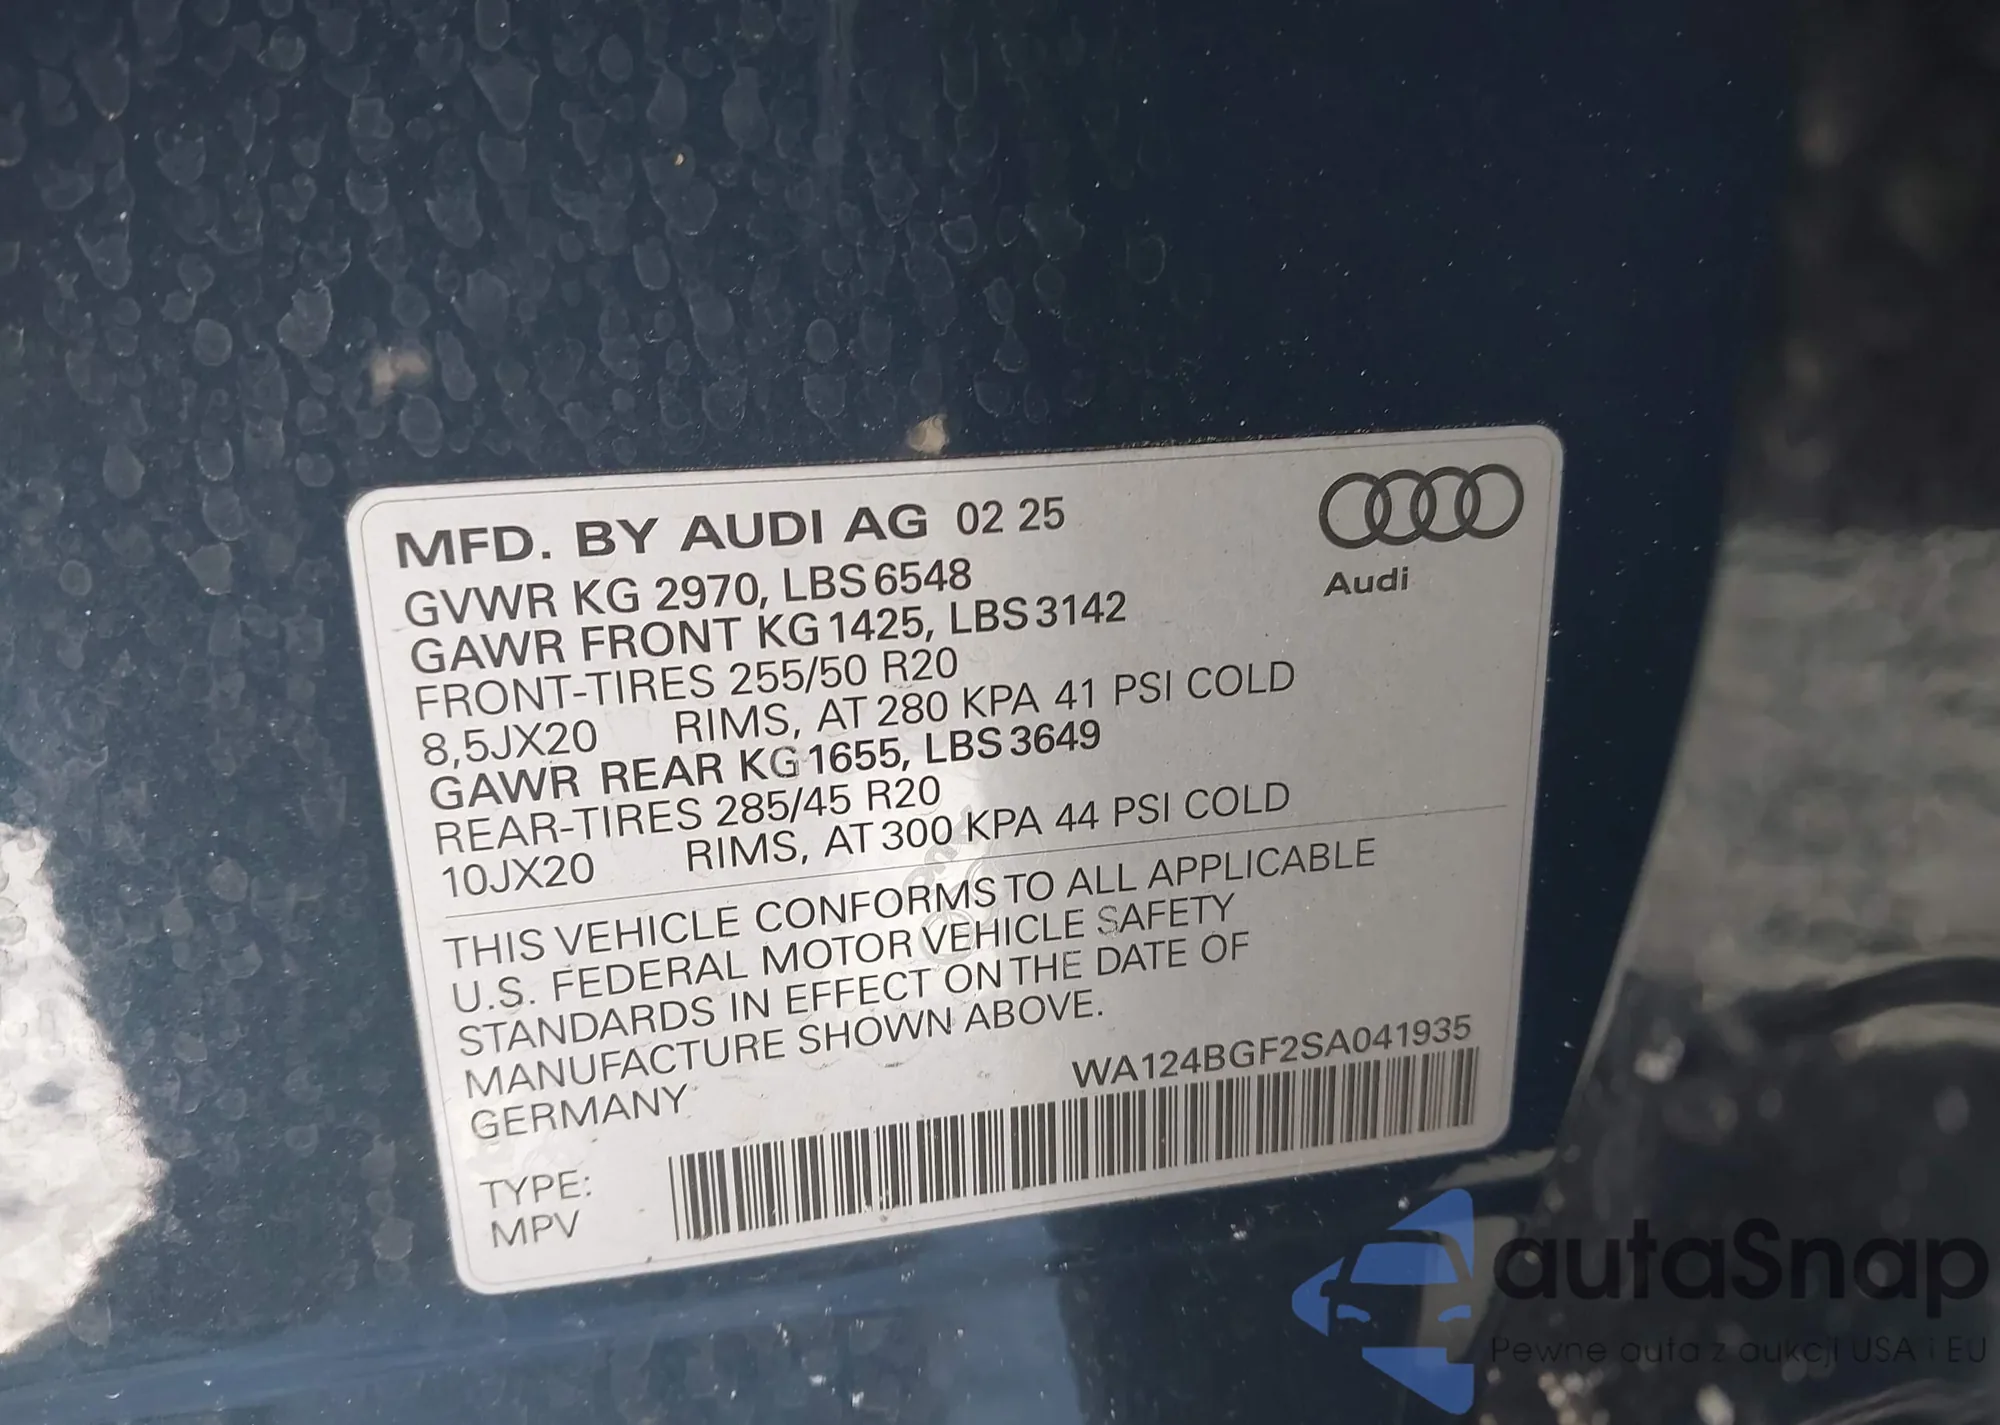 MFD. BY AUDI AG 02 25
Audi
GVWR KG 2970, LBS 6548
GAWR FRONT KG 1425, LBS 3142
FRONT-TIRES 255/50 R20
8,5JX20 RIMS, AT 280 KPA 41 PSI COLD
GAWR REAR KG 1655, LBS 3649
REAR-TIRES 285/45 R20
10JX20 RIMS, AT 300 KPA 44 PSI COLD
THIS VEHICLE CONFORMS TO ALL APPLICABLE
U.S. FEDERAL MOTOR VEHICLE SAFETY
STANDARDS IN EFFECT ON THE DATE OF
MANUFACTURE SHOWN ABOVE.
GERMANY
WA124BGF2SA041935
TYPE:
MPV
autaSnap
Pewne auta z aukcji USA i EU